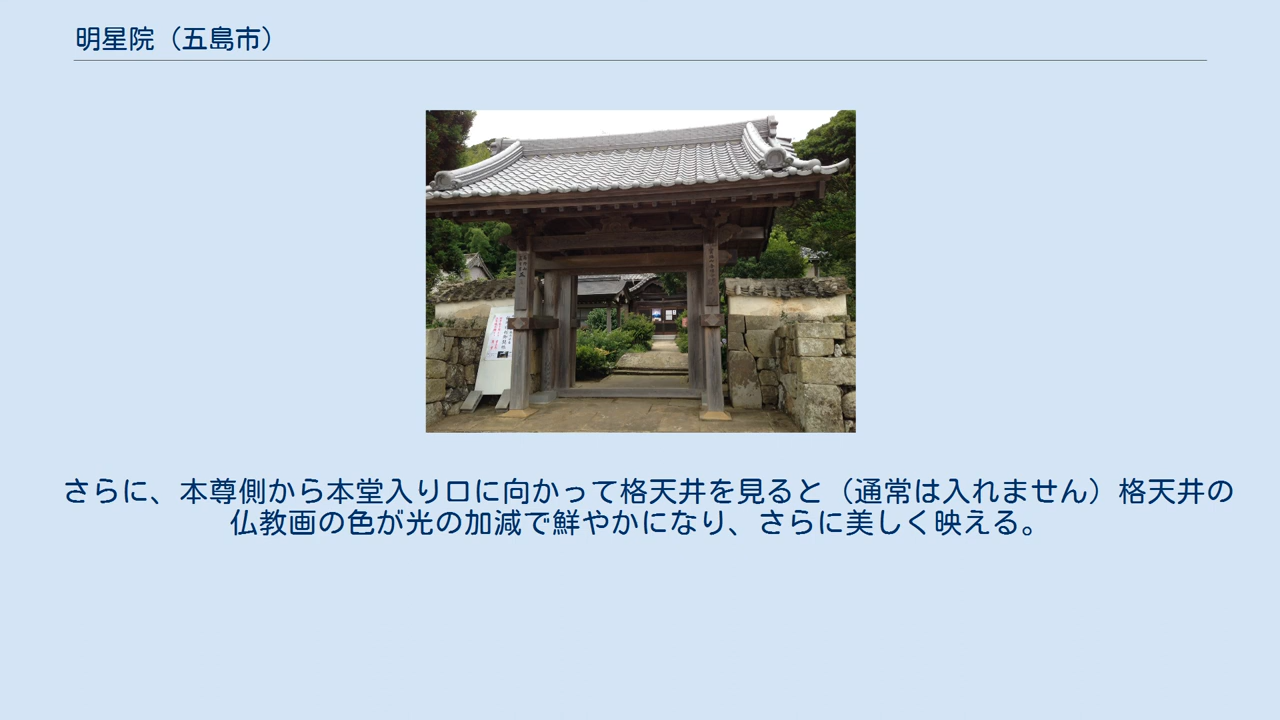 明星院（五島市）
さらに、本尊側から本堂入り口に向かって格天井を見ると（通常は入れません）格天井の
仏教画の色が光の加減で鮮やかになり、さらに美しく映える。